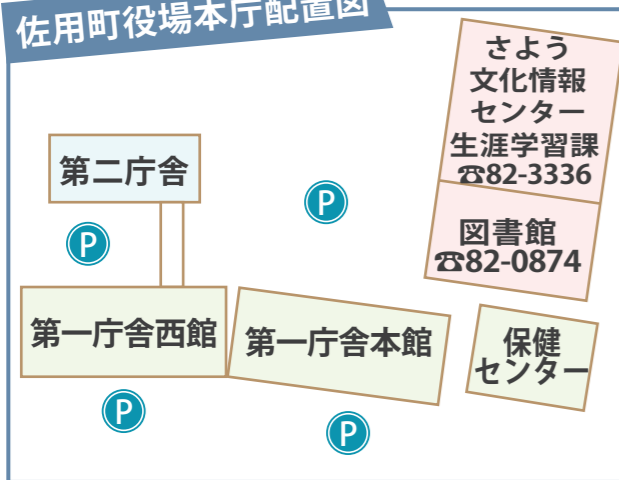 佐用町役場本庁配置図
さよう
文化情報
センター
生涯学習課
☎82-3336
図書館
☎82-0874
第二庁舎
P
P
第一庁舎西館
第一庁舎本館
保健
センター
P
P